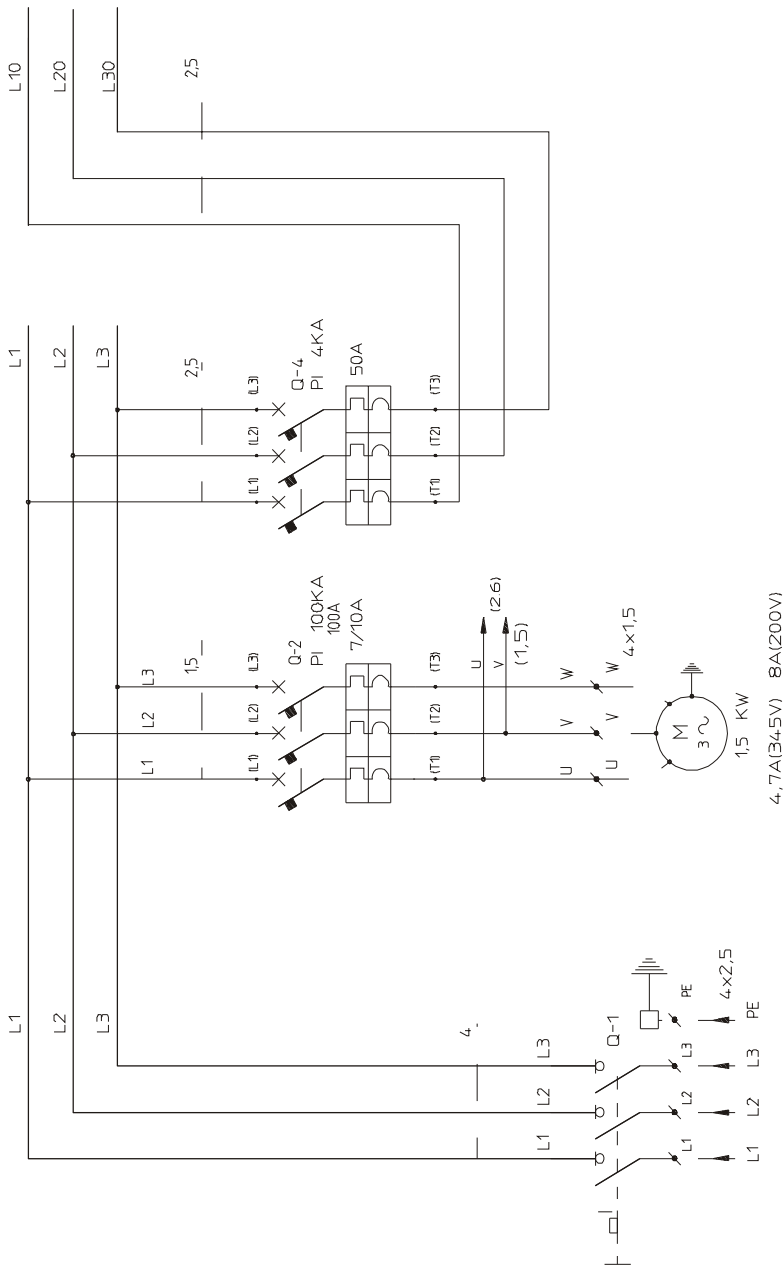 L1
L2
L3
L1
L2
L3
L10
L20
L30
4
1,5
2,5
2,5
L1
L2
L3
(L1)
(L2)
(L3)
Q-2
PI 100KA
100A
7/10A
(T1)
(T2)
(T3)
U
V
(2.6)
(1,5)
U
V
W
U
V
W
4x1,5
M
3~
1,5 KW
4,7A(345V) 8A(200V)
(L1)
(L2)
(L3)
Q-4
PI 4KA
50A
(T1)
(T2)
(T3)
L1
L2
L3
Q-1
L1
L2
L3
PE
4x2,5
L1
L2
L3
PE